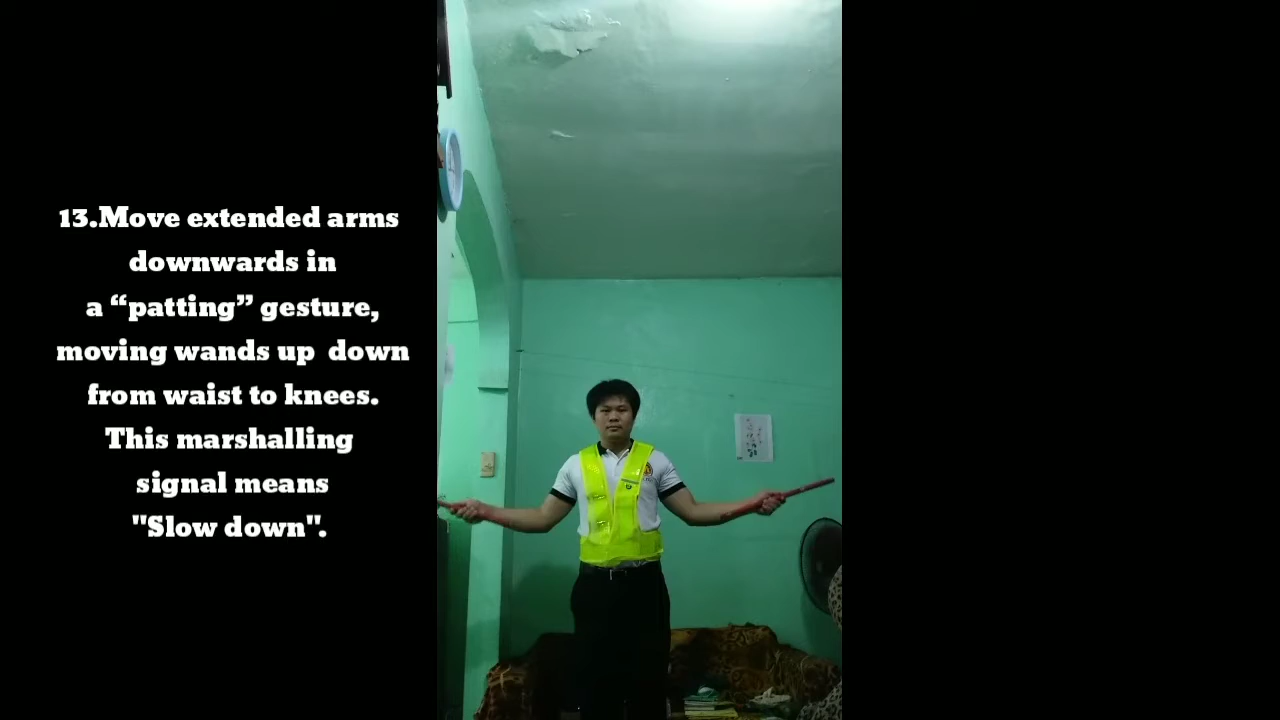 13.Move extended arms
downwards in
a “patting” gesture,
moving wands up  down
from waist to knees.
This marshalling
signal means
"Slow down".